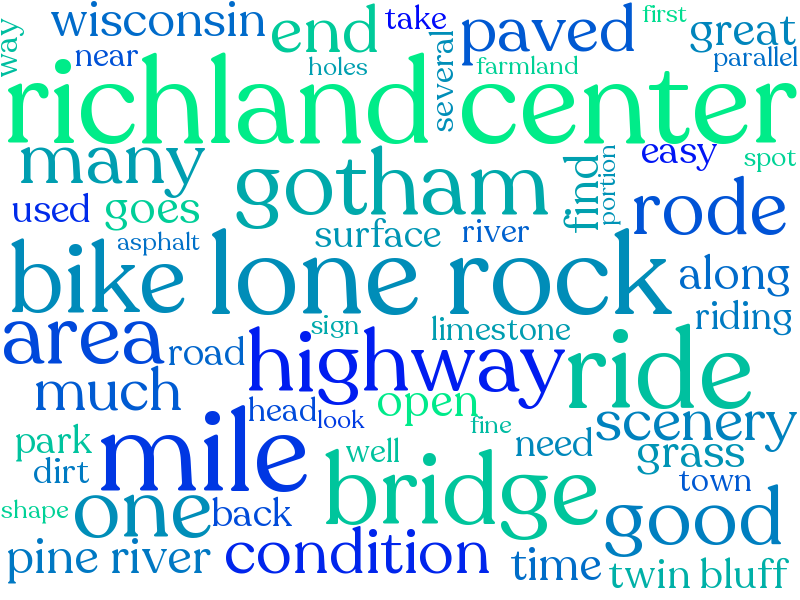 wisconsin end take paved first great
way near holes several farmland parallel
richland center
many gotham find portion easy spot
used goes surface river rode
asphalt
bike lone rock along
riding
area road sign limestone
highway ride
much head look open fine scenery
park mile well need grass
dirt town
shape one back bridge good
pine river condition time twin bluff